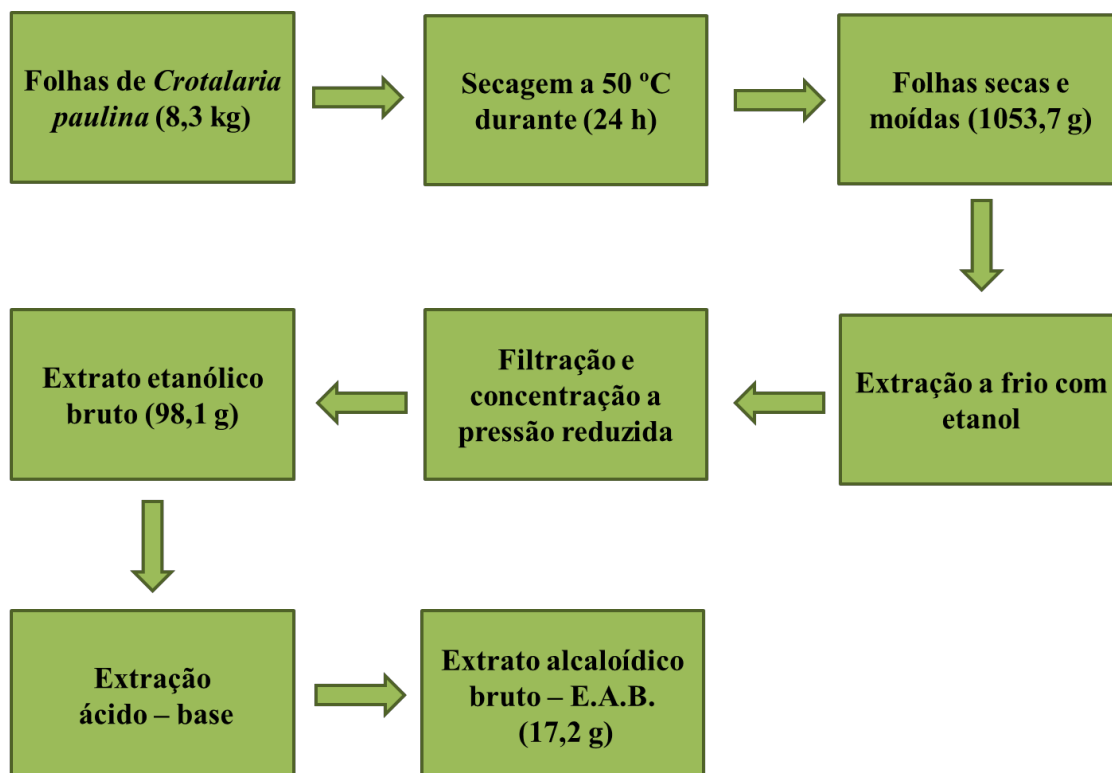 Folhas de Crotalaria
paulina (8,3 kg)
Secagem a 50 ºC
durante (24 h)
Folhas secas e
moídas (1053,7 g)
Extração a frio com
etanol
Filtração e
concentração a
pressão reduzida
Extrato etanólico
bruto (98,1 g)
Extração
ácido – base
Extrato alcaloídico
bruto – E.A.B.
(17,2 g)